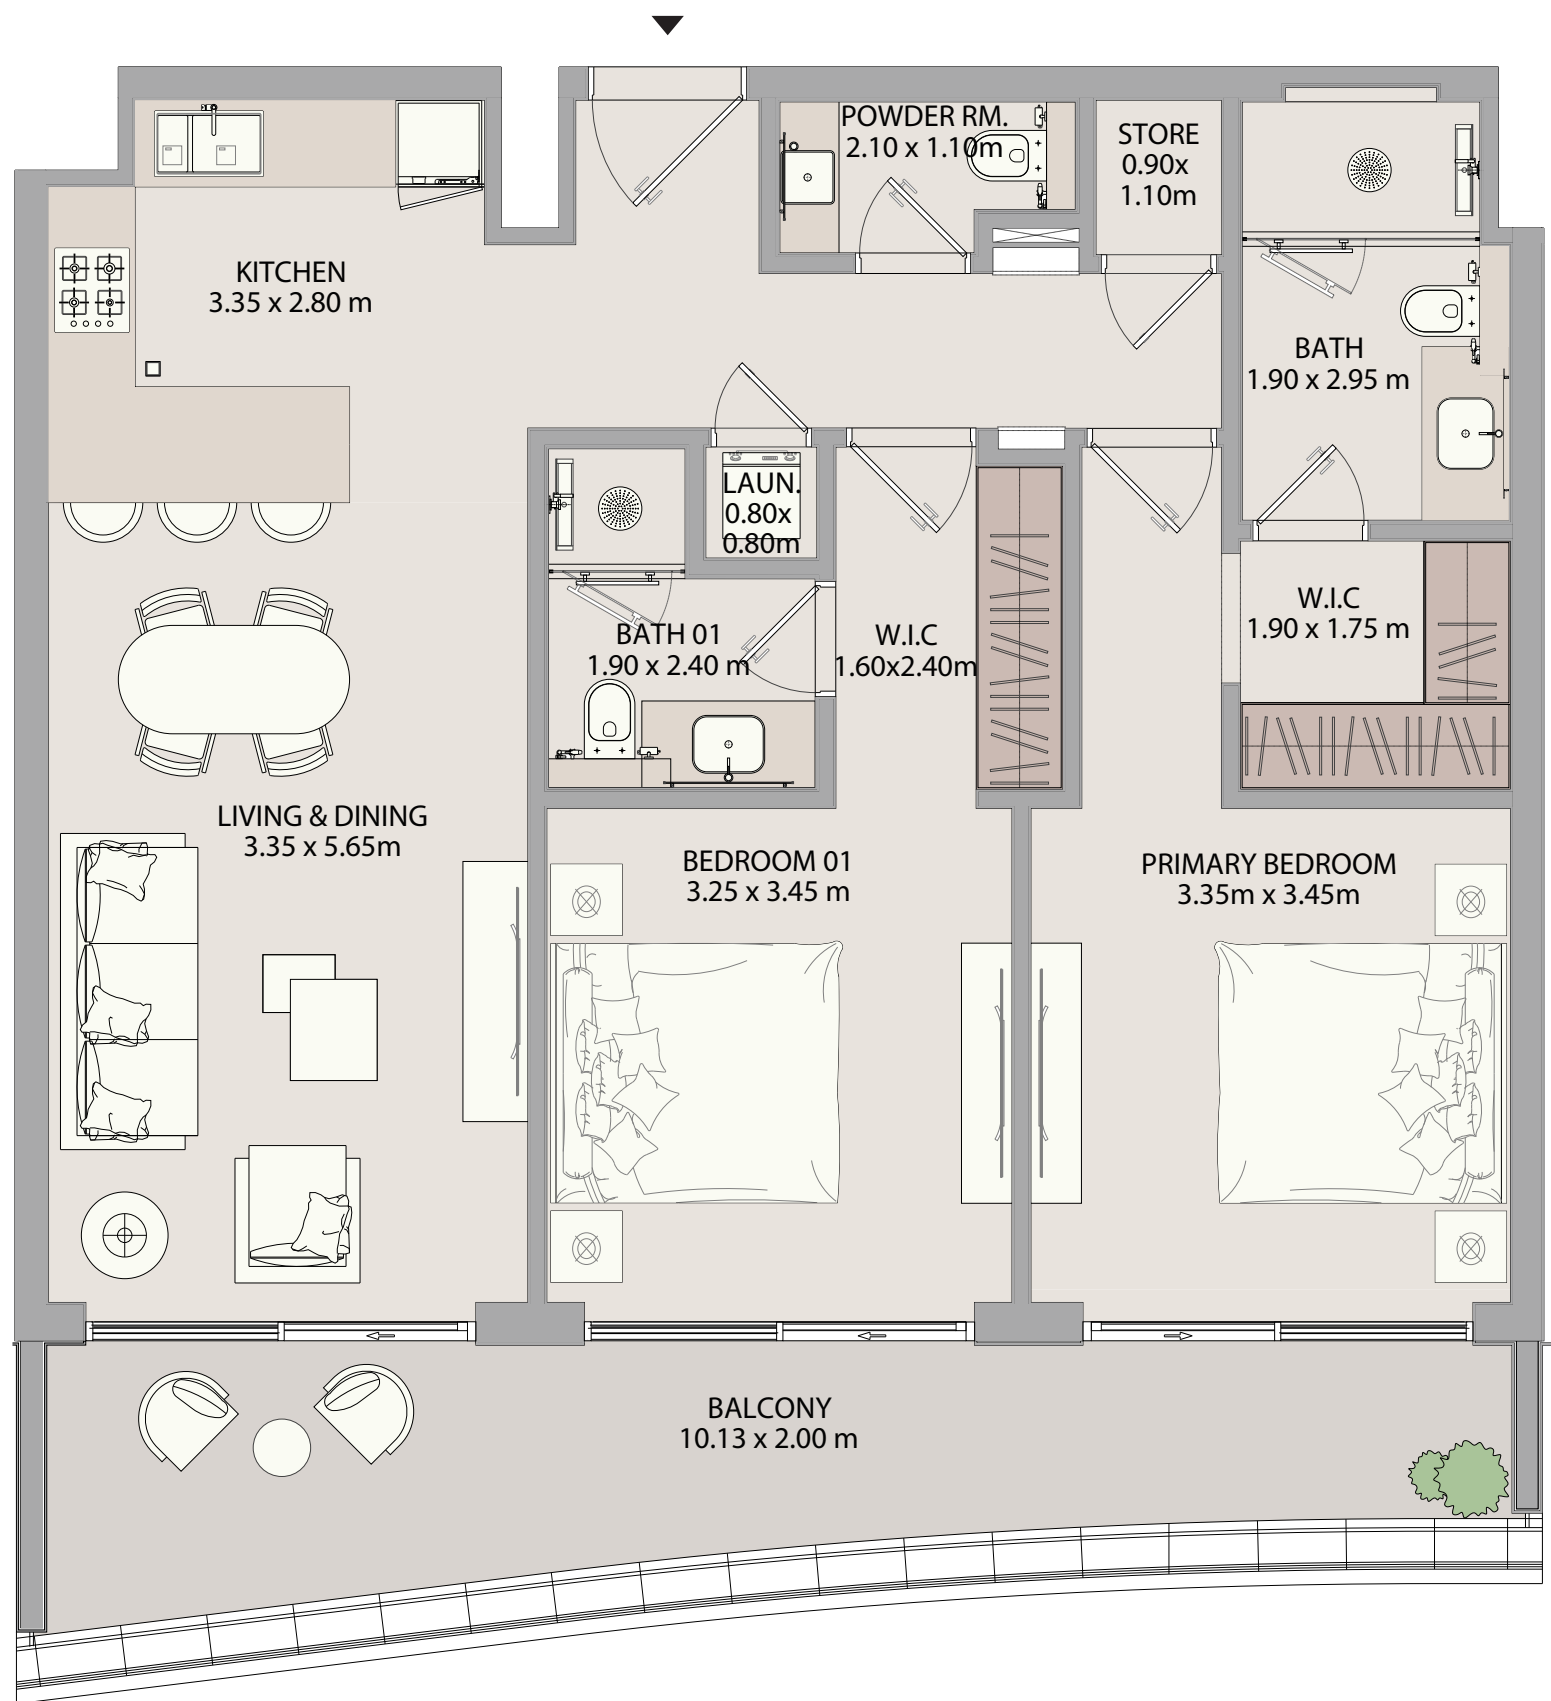 POWDER RM.
2.10 x 1.10m
STORE
0.90x
1.10m
KITCHEN
3.35 x 2.80 m
BATH
1.90 x 2.95 m
LAUN.
0.80x
0.80m
W.I.C
1.90 x 1.75 m
BATH 01
1.90 x 2.40 m
W.I.C
1.60x2.40m
LIVING & DINING
3.35 x 5.65m
BEDROOM 01
3.25 x 3.45 m
PRIMARY BEDROOM
3.35m x 3.45m
BALCONY
10.13 x 2.00 m